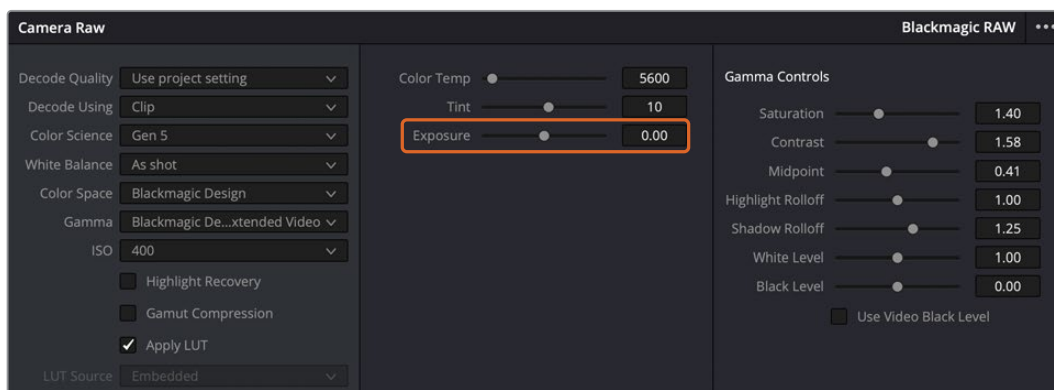 Camera Raw
Blackmagic RAW
Decode Quality Use project setting
Decode Using Clip
Color Science Gen 5
White Balance As shot
Color Space Blackmagic Design
Gamma Blackmagic De...xtended Video
ISO 400
Highlight Recovery
Gamut Compression
Apply LUT
LUT Source Embedded
Color Temp 5600
Tint 10
Exposure 0.00
Gamma Controls
Saturation 1.40
Contrast 1.58
Midpoint 0.41
Highlight Rolloff 1.00
Shadow Rolloff 1.25
White Level 1.00
Black Level 0.00
Use Video Black Level